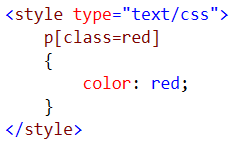 <style type="text/css">
    p[class=red]
    {
        color: red;
    }
</style>